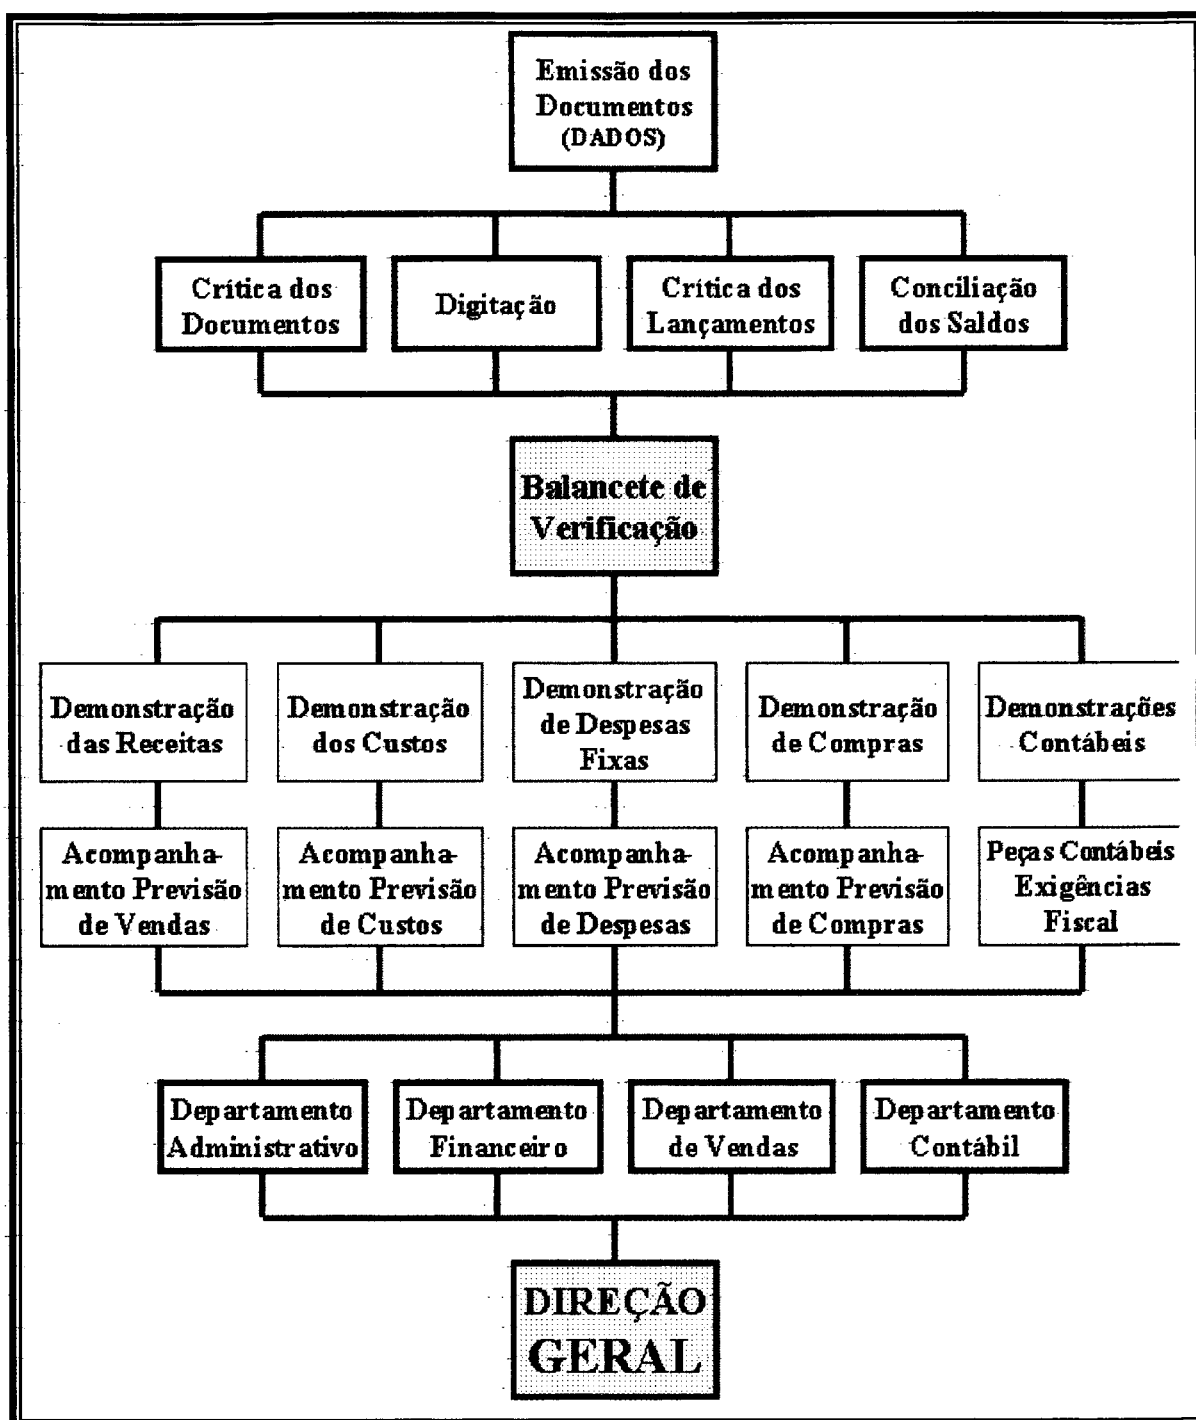 Emissão dos
Documentos
(DADOS)
Crítica dos
Documentos
Digitação
Crítica dos
Lançamentos
Conciliação
dos Saldos
Balancete de
Verificação
Demonstração
das Receitas
Demonstração
dos Custos
Demonstração
de Despesas
Fixas
Demonstração
de Compras
Demonstrações
Contábeis
Acompanha-
mento Previsão
de Vendas
Acompanha-
mento Previsão
de Custos
Acompanha-
mento Previsão
de Despesas
Acompanha-
mento Previsão
de Compras
Peças Contábeis
Exigências
Fiscal
Departamento
Administrativo
Departamento
Financeiro
Departamento
de Vendas
Departamento
Contábil
DIREÇÃO
GERAL